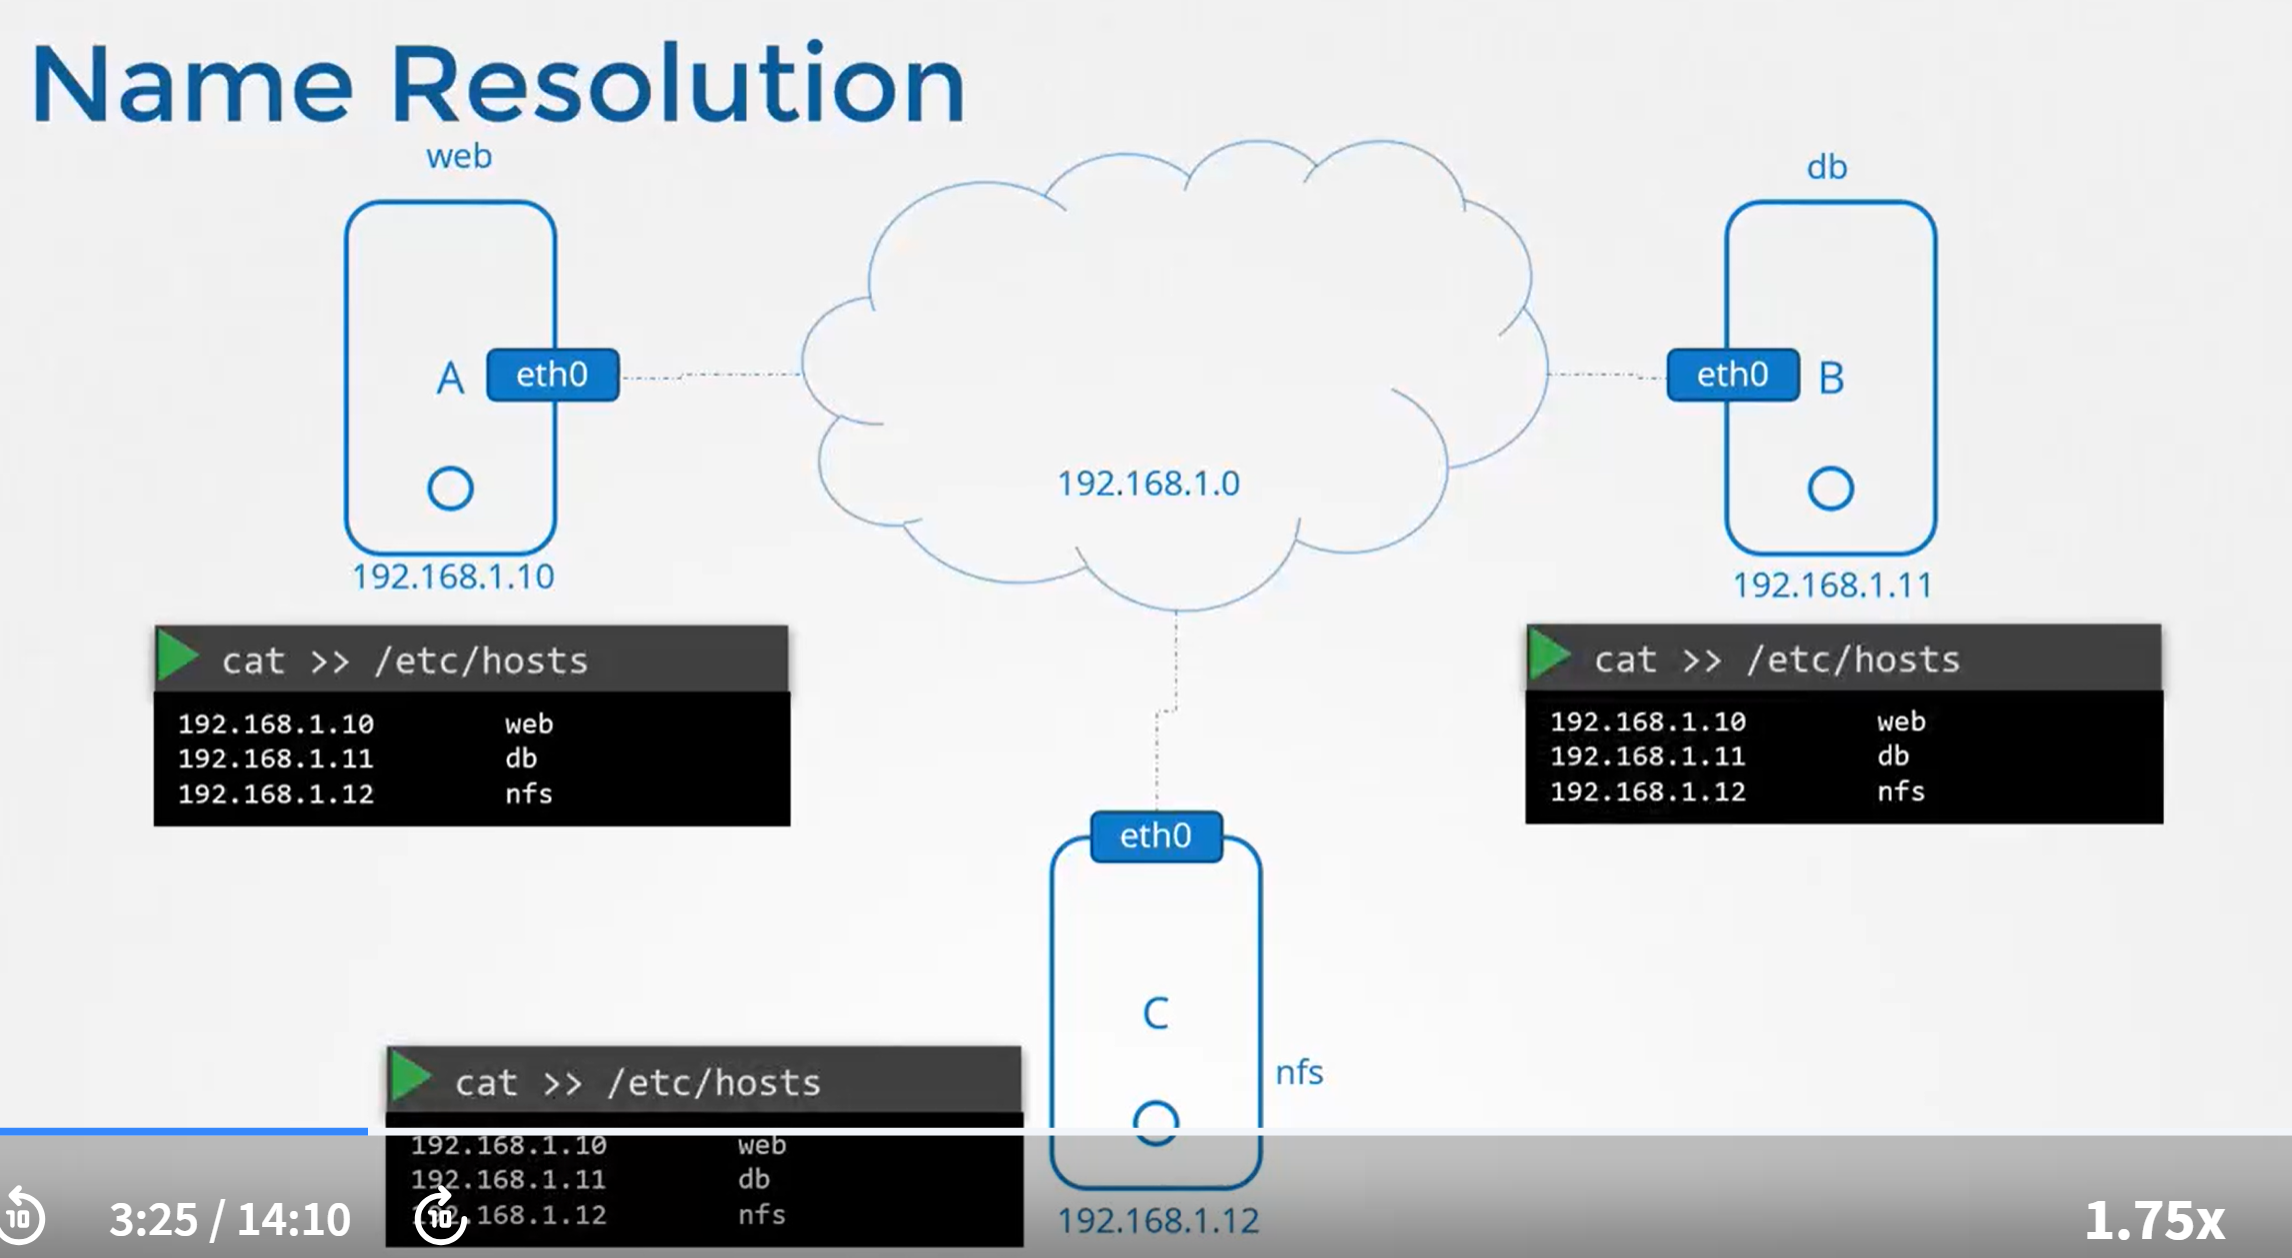 Name Resolution
web
db
A
eth0
eth0
B
192.168.1.0
192.168.1.10
192.168.1.11
cat >> /etc/hosts
192.168.1.10 web
192.168.1.11 db
192.168.1.12 nfs
cat >> /etc/hosts
192.168.1.10 web
192.168.1.11 db
192.168.1.12 nfs
eth0
C
nfs
cat >> /etc/hosts
192.168.1.10 web
192.168.1.11 db
192.168.1.12 nfs
192.168.1.12
10
3:25 / 14:10
10
1.75x